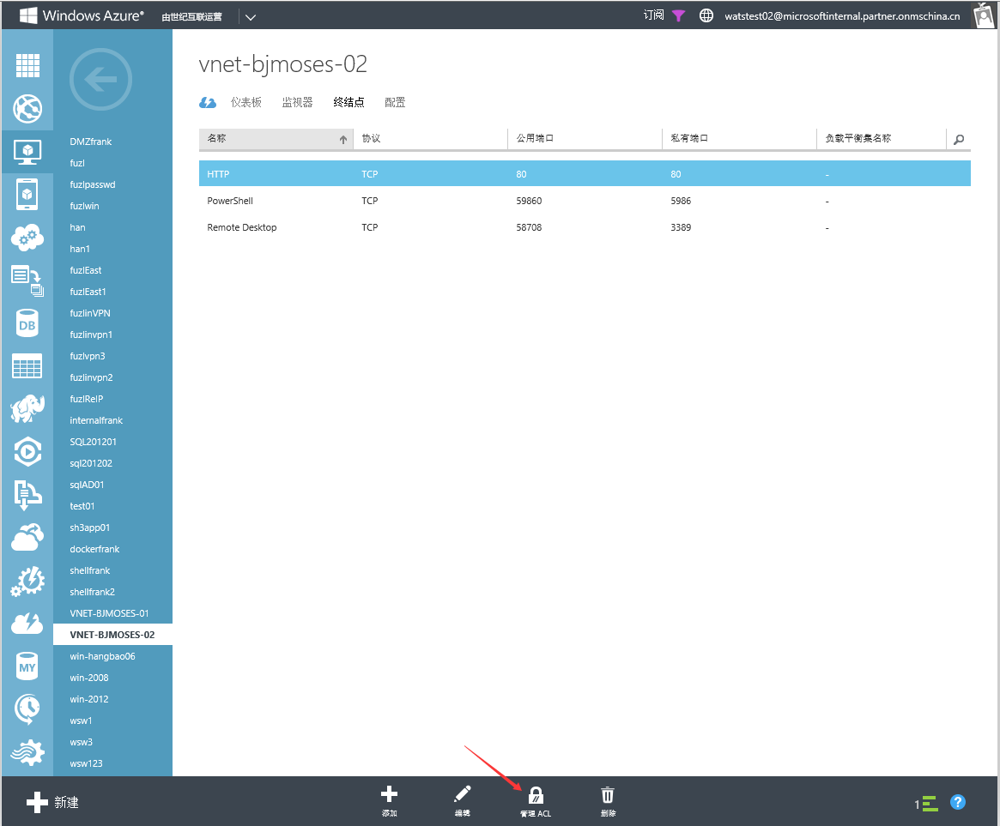 Windows Azure® 由世纪互联运营 订阅 watstest02@microsoftinternal.partner.onmschina.cn
DB
MY
DMZfrank
fuzl
fuzlpasswd
fuzlwin
han
han1
fuzlEast
fuzlEast1
fuzlinVPN
fuzlinvpn1
fuzlvpn3
fuzlinvpn2
fuzlReIP
internalfrank
SQL201201
sql201202
sqlAD01
test01
sh3app01
dockerfrank
shellfrank
shellfrank2
VNET-BJMOSES-01
VNET-BJMOSES-02
win-hangbao06
win-2008
win-2012
wsw1
wsw3
wsw123
vnet-bjmoses-02
仪表板 监视器 终结点 配置
名称 协议 公用端口 私有端口 负载平衡集名称
HTTP TCP 80 80 -
PowerShell TCP 59860 5986 -
Remote Desktop TCP 58708 3389 -
新建 添加 编辑 管理 ACL 删除 1 ?